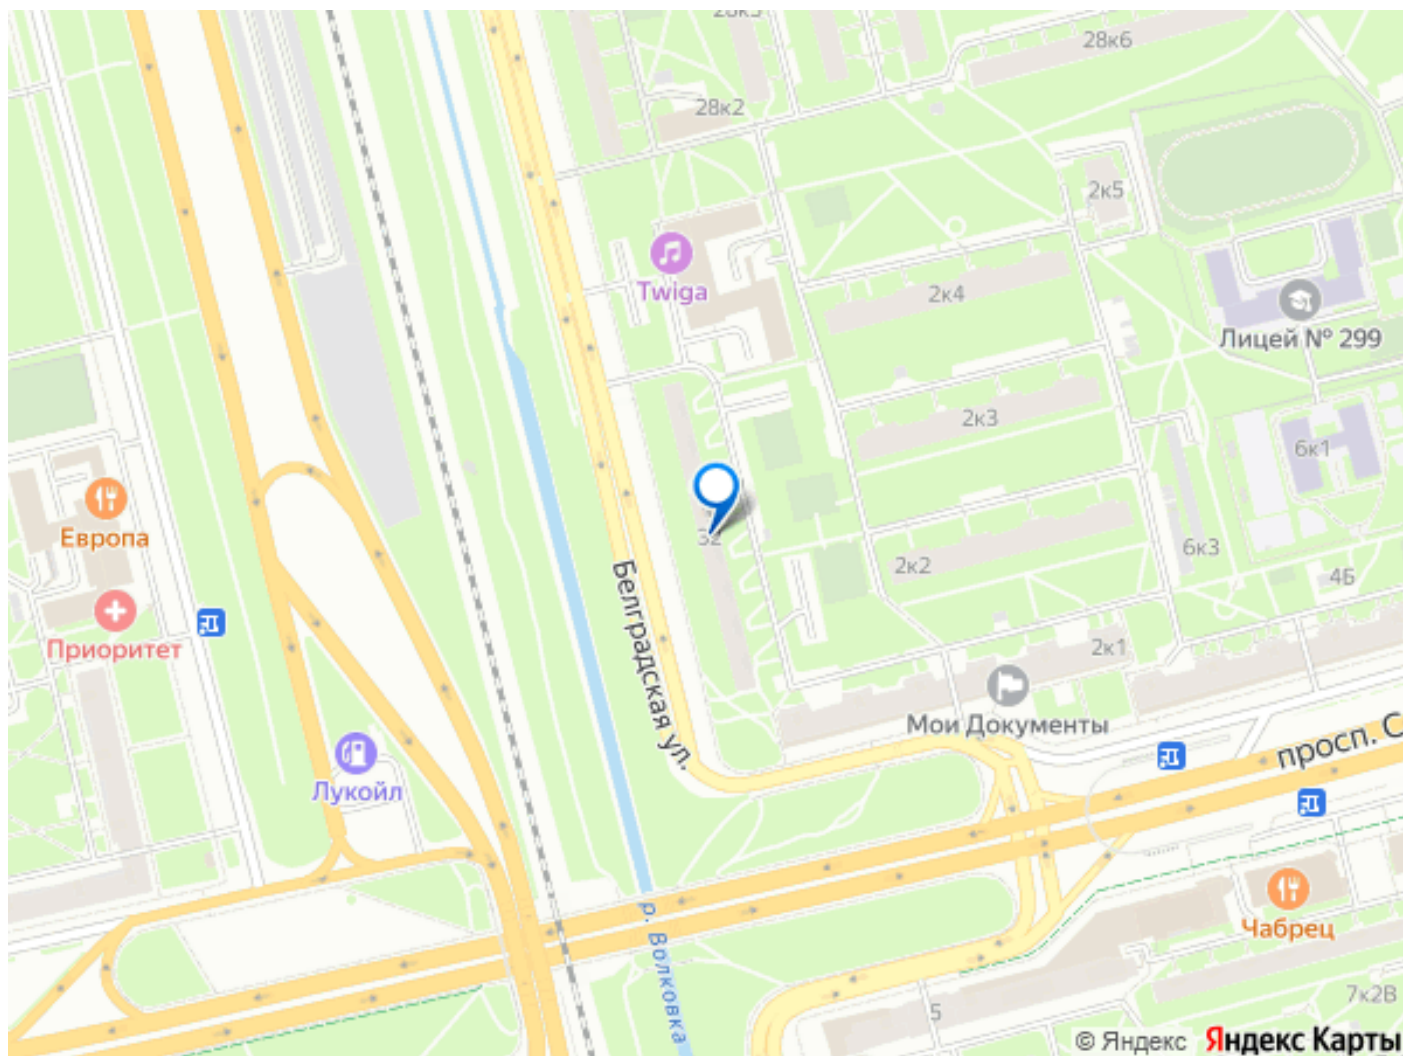 28к3
28к6
28к2
2к5
Twiga
2к4
Лицей № 299
2к3
6к1
Европа
32
2к2
6к3
4Б
Приоритет
Белградская ул.
2к1
Мои Документы
просп. С
Лукойл
р. Волковка
Чабрец
7к2В
5
© Яндекс Яндекс Карты